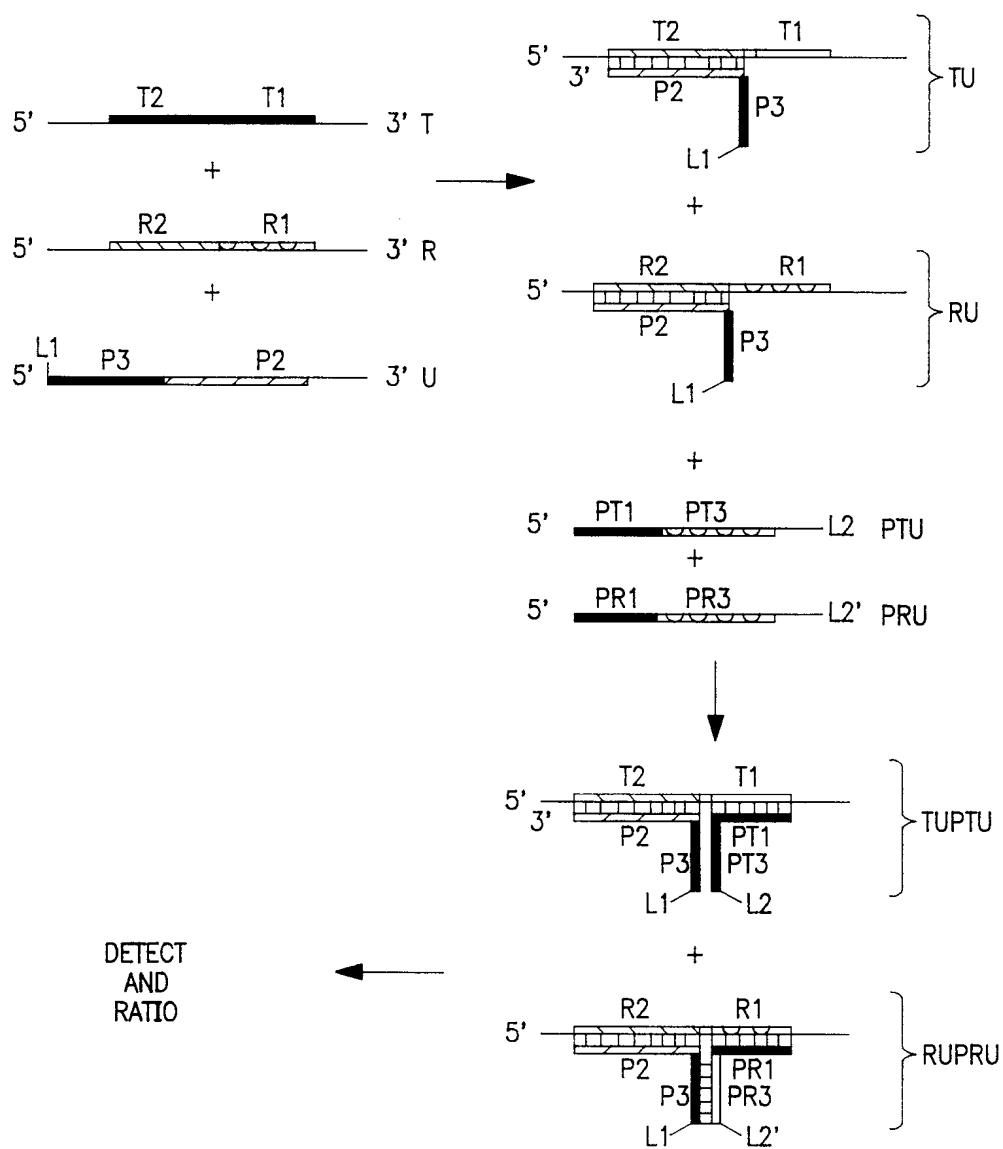 T2 T1
5' 3' T
+
R2 R1
5' 3' R
+
L1 P3 P2
5' 3' U
T2 T1
5'
3' P2 P3 TU
L1
+
R2 R1
5'
P2 P3 RU
L1
+
PT1 PT3
5' L2 PTU
+
PR1 PR3
5' L2' PRU
T2 T1
5'
3' TUPTU
P2 PT1
P3 PT3
L1 L2
+
R2 R1
5'
RUPRU
P2 PR1
P3 PR3
L1 L2'
DETECT
AND
RATIO